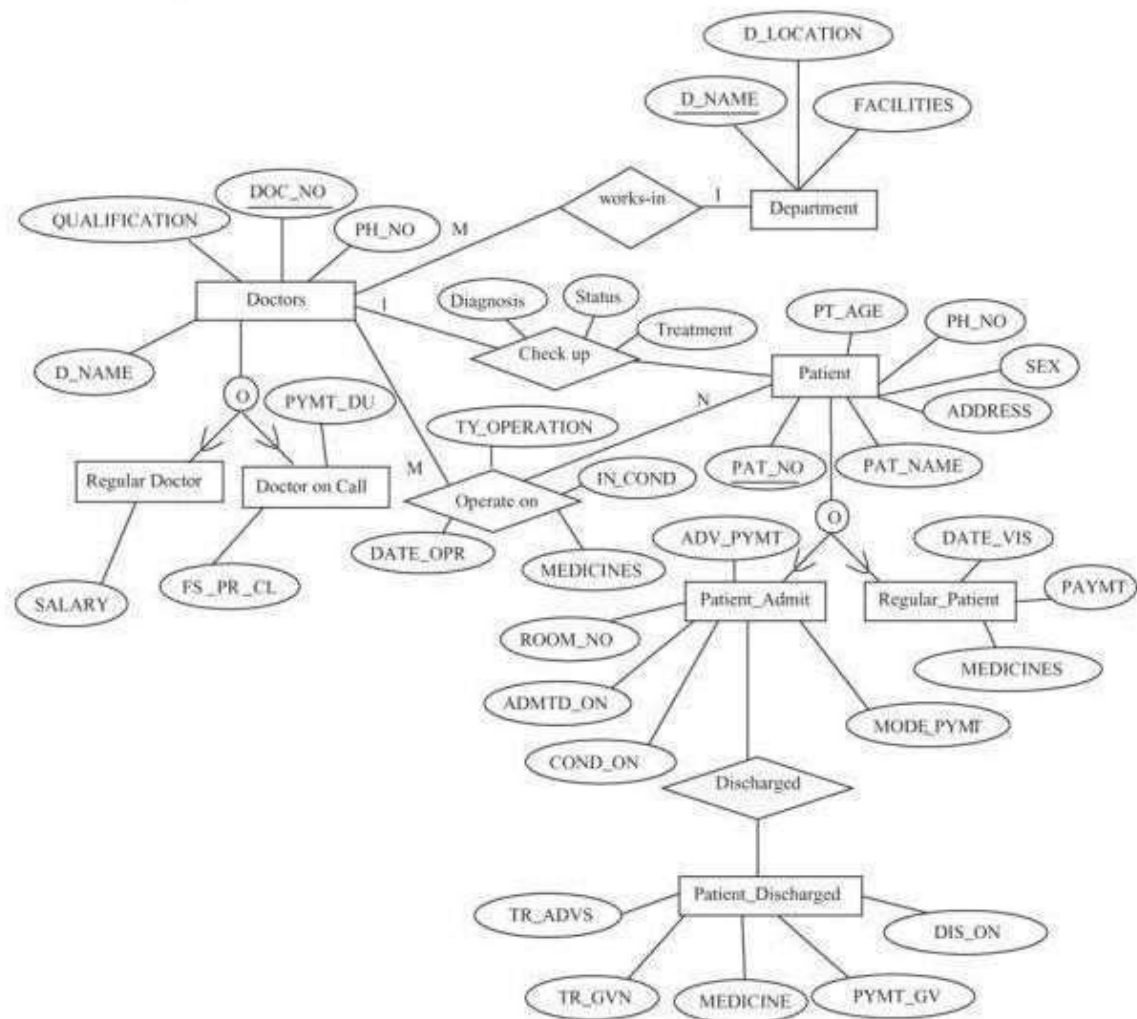 D_LOCATION
D_NAME
FACILITIES
DOC_NO
works-in
1
Department
QUALIFICATION
PH_NO
M
Doctors
1
Diagnosis
Status
Treatment
PT_AGE
PH_NO
Check up
Patient
SEX
D_NAME
O
PYMT_DU
N
ADDRESS
TY_OPERATION
PAT_NO
PAT_NAME
Regular Doctor
Doctor on Call
M
IN_COND
Operate on
O
DATE_OPR
ADV_PYMT
DATE_VIS
MEDICINES
SALARY
FS_PR_CL
Patient_Admit
Regular_Patient
PAYMT
ROOM_NO
MEDICINES
ADMTD_ON
MODE_PYMT
COND_ON
Discharged
Patient_Discharged
TR_ADVS
DIS_ON
TR_GVN
MEDICINE
PYMT_GV